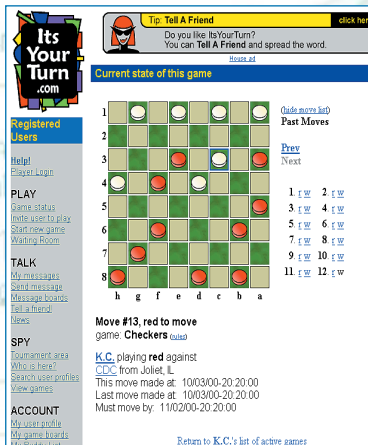 Its
Your
Turn
.com
Tip: Tell A Friend
click her
Do you like ItsYourTurn?
You can Tell A Friend and spread the word.
House ad
Current state of this game
Registered
Users
Help!
Player Login
PLAY
Game status
Invite user to play
Start new game
Waiting Room
TALK
My messages
Send message
Message boards
Tell a friend!
News
SPY
Tournament area
Who is here?
Search user profiles
View games
ACCOUNT
My user profile
My game boards
1
2
3
4
5
6
7
8
h g f e d c b a
(hide move list)
Past Moves
Prev
Next
1. r w 2. r w
3. r w 4. r w
5. r w 6. r w
7. r w 8. r w
9. r w 10. r w
11. r w 12. r w
Move #13, red to move
game: Checkers (rules)
K.C. playing red against
CDC from Joliet, IL
This move made at: 10/03/00-20:20:00
Last move made at: 10/03/00-20:20:00
Must move by: 11/02/00-20:20:00
Return to K.C.'s list of active games